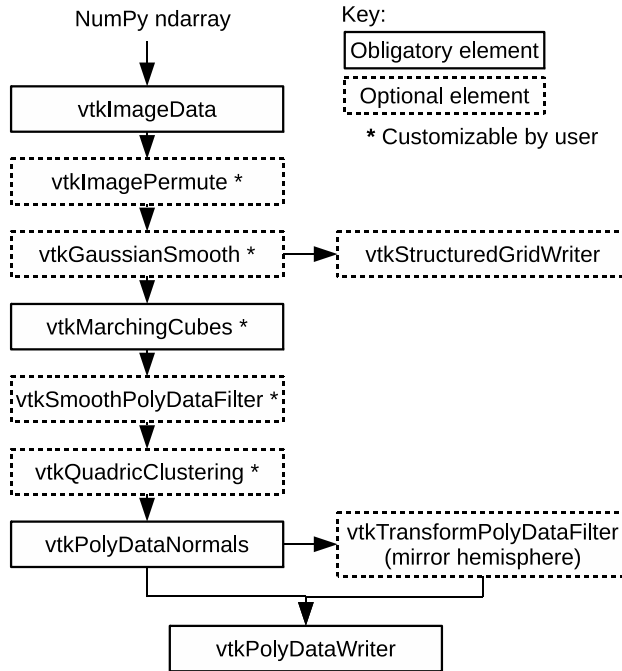 NumPy ndarray
Key:
Obligatory element
Optional element
* Customizable by user
vtkImageData
vtkImagePermute *
vtkGaussianSmooth *
vtkStructuredGridWriter
vtkMarchingCubes *
vtkSmoothPolyDataFilter *
vtkQuadricClustering *
vtkPolyDataNormals
vtkTransformPolyDataFilter
(mirror hemisphere)
vtkPolyDataWriter